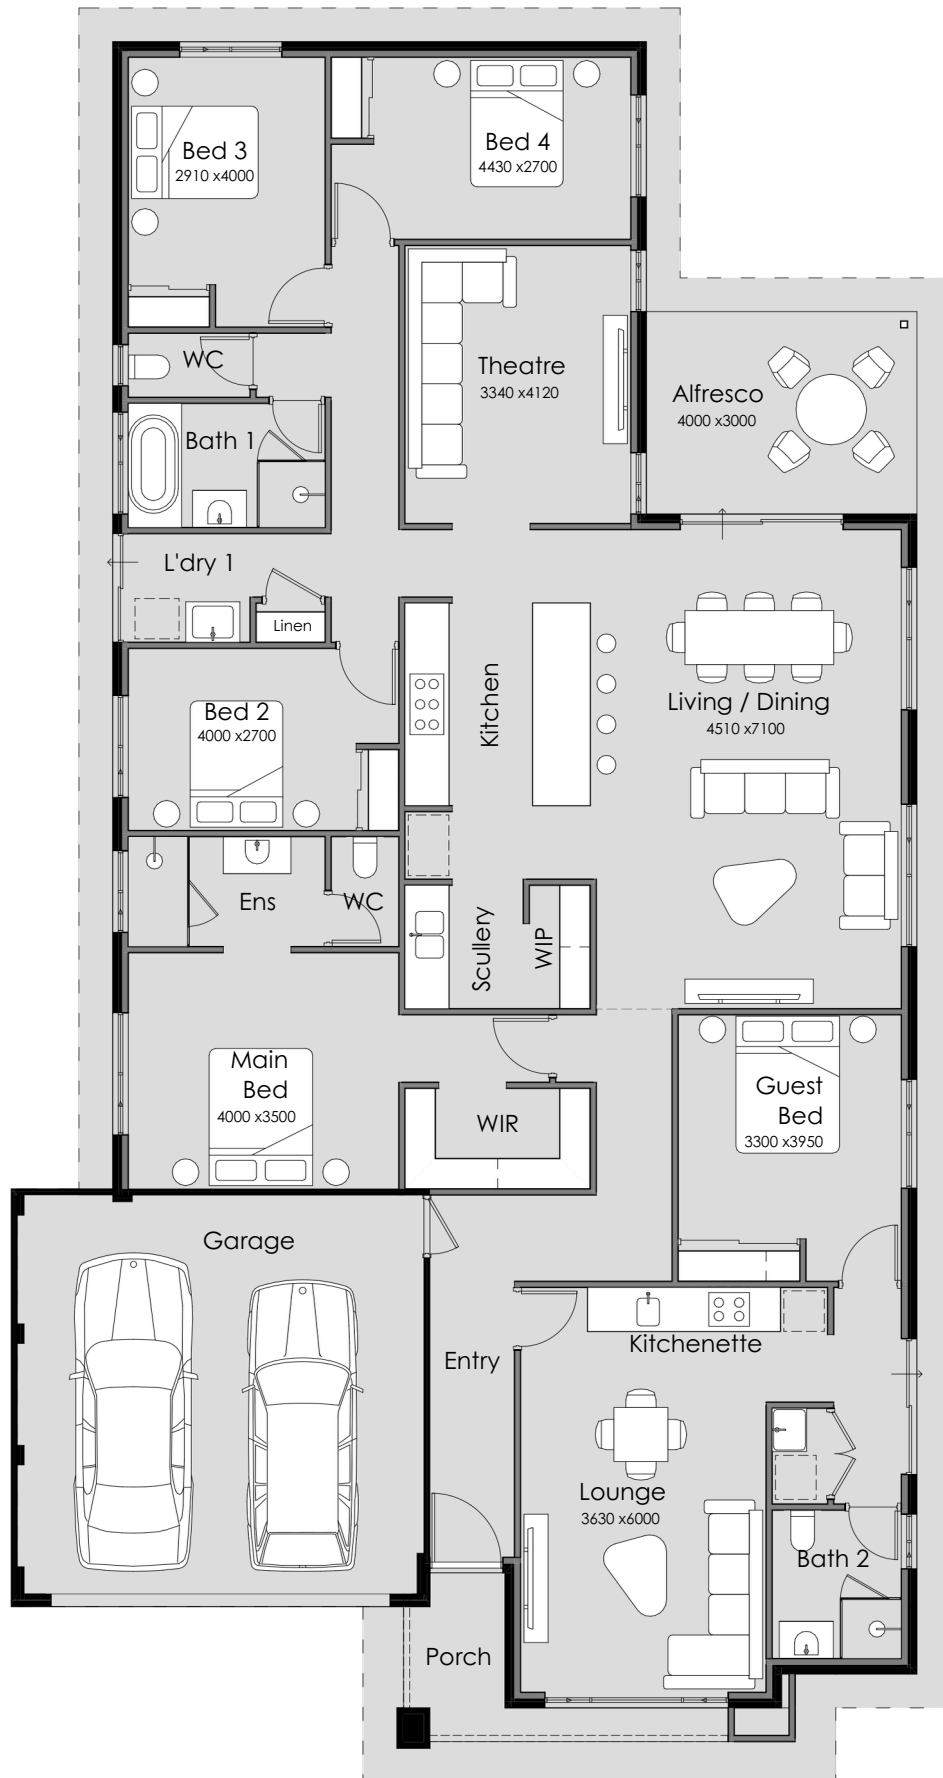 Bed 3
2910 x4000
Bed 4
4430 x2700
WC
Theatre
3340 x4120
Alfresco
4000 x3000
Bath 1
L'dry 1
Linen
Kitchen
Living / Dining
4510 x7100
Bed 2
4000 x2700
Ens
WC
Scullery
WIP
Main
Bed
4000 x3500
WIR
Guest
Bed
3300 x3950
Garage
Entry
Kitchenette
Lounge
3630 x6000
Bath 2
Porch